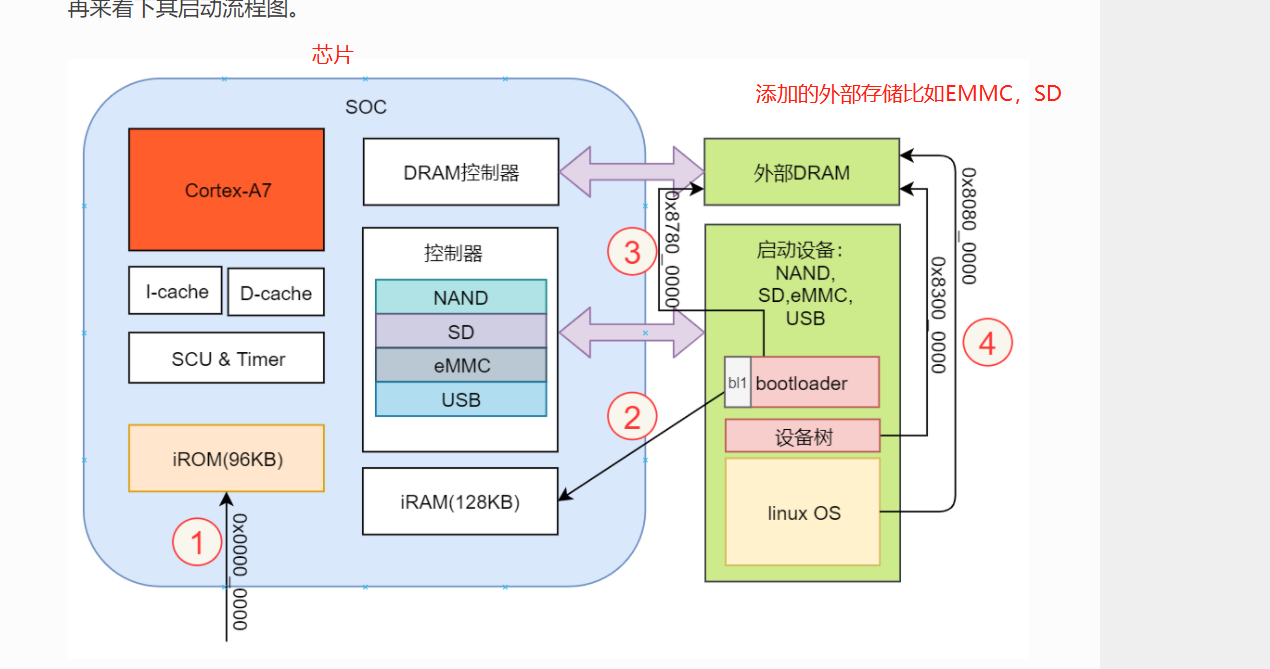 再来看下其启动流程图。
芯片
添加的外部存储比如EMMC，SD
SOC
Cortex-A7
I-cache
D-cache
SCU & Timer
iROM(96KB)
1
0x0000_0000
DRAM控制器
控制器
NAND
SD
eMMC
USB
iRAM(128KB)
2
3
0x8780_0000
外部DRAM
启动设备：
NAND,
SD,eMMC,
USB
bl1
bootloader
设备树
linux OS
0x8300_0000
0x8080_0000
4